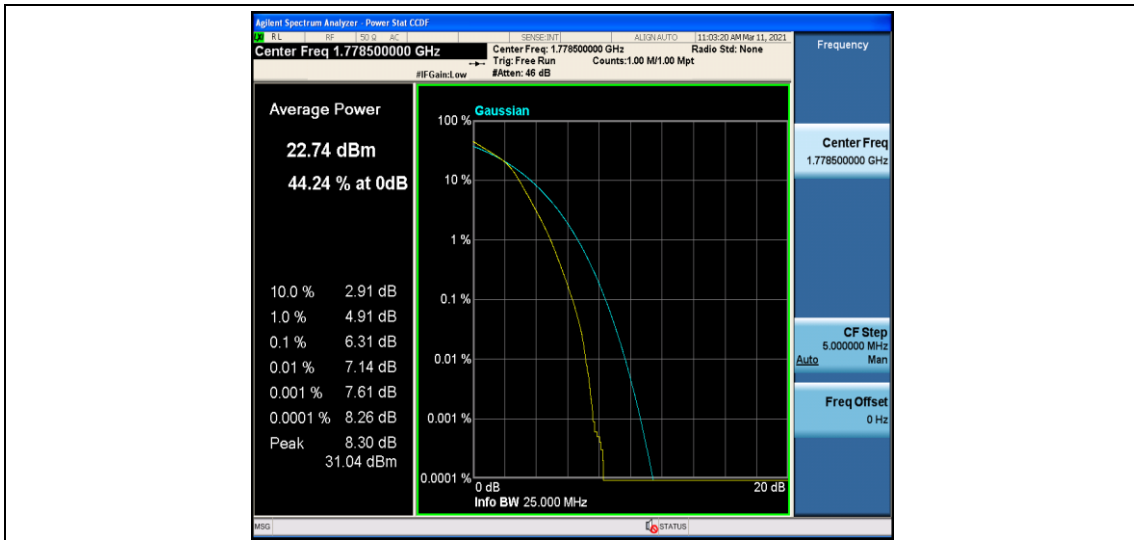 Agilent Spectrum Analyzer - Power Stat CCDF
RL RF 50 Ω AC SENSE:INT ALIGN AUTO 11:03:20 AM Mar 11, 2021
Center Freq 1.778500000 GHz
Center Freq: 1.778500000 GHz Radio Std: None
Trig: Free Run Counts:1.00 M/1.00 Mpt
#IFGain:Low #Atten: 46 dB
Frequency
Average Power
22.74 dBm
44.24 % at 0dB
10.0 % 2.91 dB
1.0 % 4.91 dB
0.1 % 6.31 dB
0.01 % 7.14 dB
0.001 % 7.61 dB
0.0001 % 8.26 dB
Peak 8.30 dB
31.04 dBm
Gaussian
100 %
10 %
1 %
0.1 %
0.01 %
0.001 %
0.0001 %
0 dB 20 dB
Info BW 25.000 MHz
Center Freq
1.778500000 GHz
CF Step
5.000000 MHz
Auto Man
Freq Offset
0 Hz
MSG STATUS